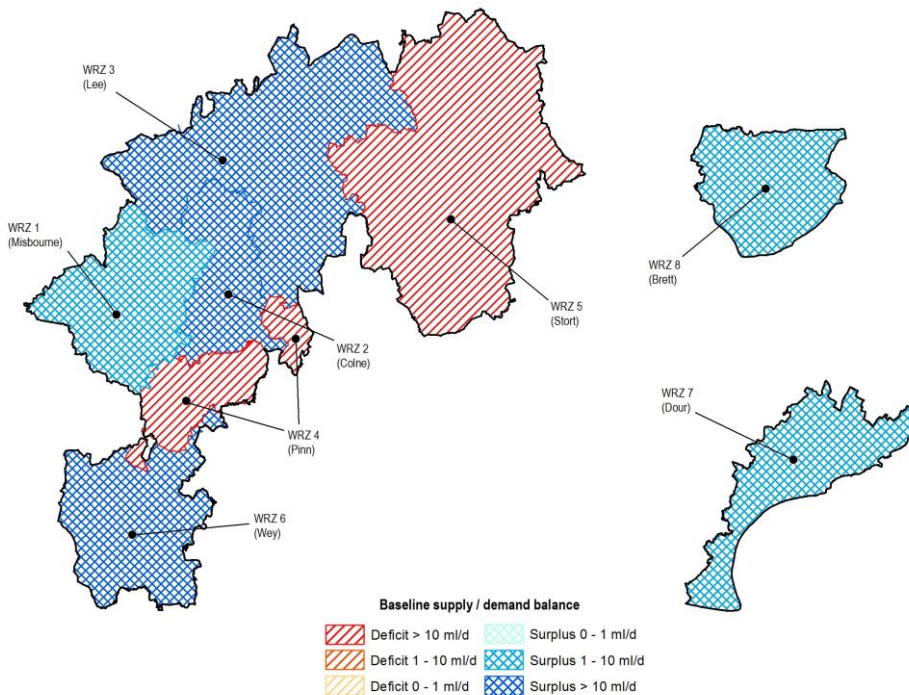 WRZ 3
(Lee)
WRZ 1
(Misbourne)
WRZ 8
(Brett)
WRZ 5
(Stort)
WRZ 2
(Colne)
WRZ 7
(Dour)
WRZ 4
(Pinn)
WRZ 6
(Wey)
Baseline supply / demand balance
Deficit > 10 ml/d
Surplus 0 - 1 ml/d
Deficit 1 - 10 ml/d
Surplus 1 - 10 ml/d
Deficit 0 - 1 ml/d
Surplus > 10 ml/d